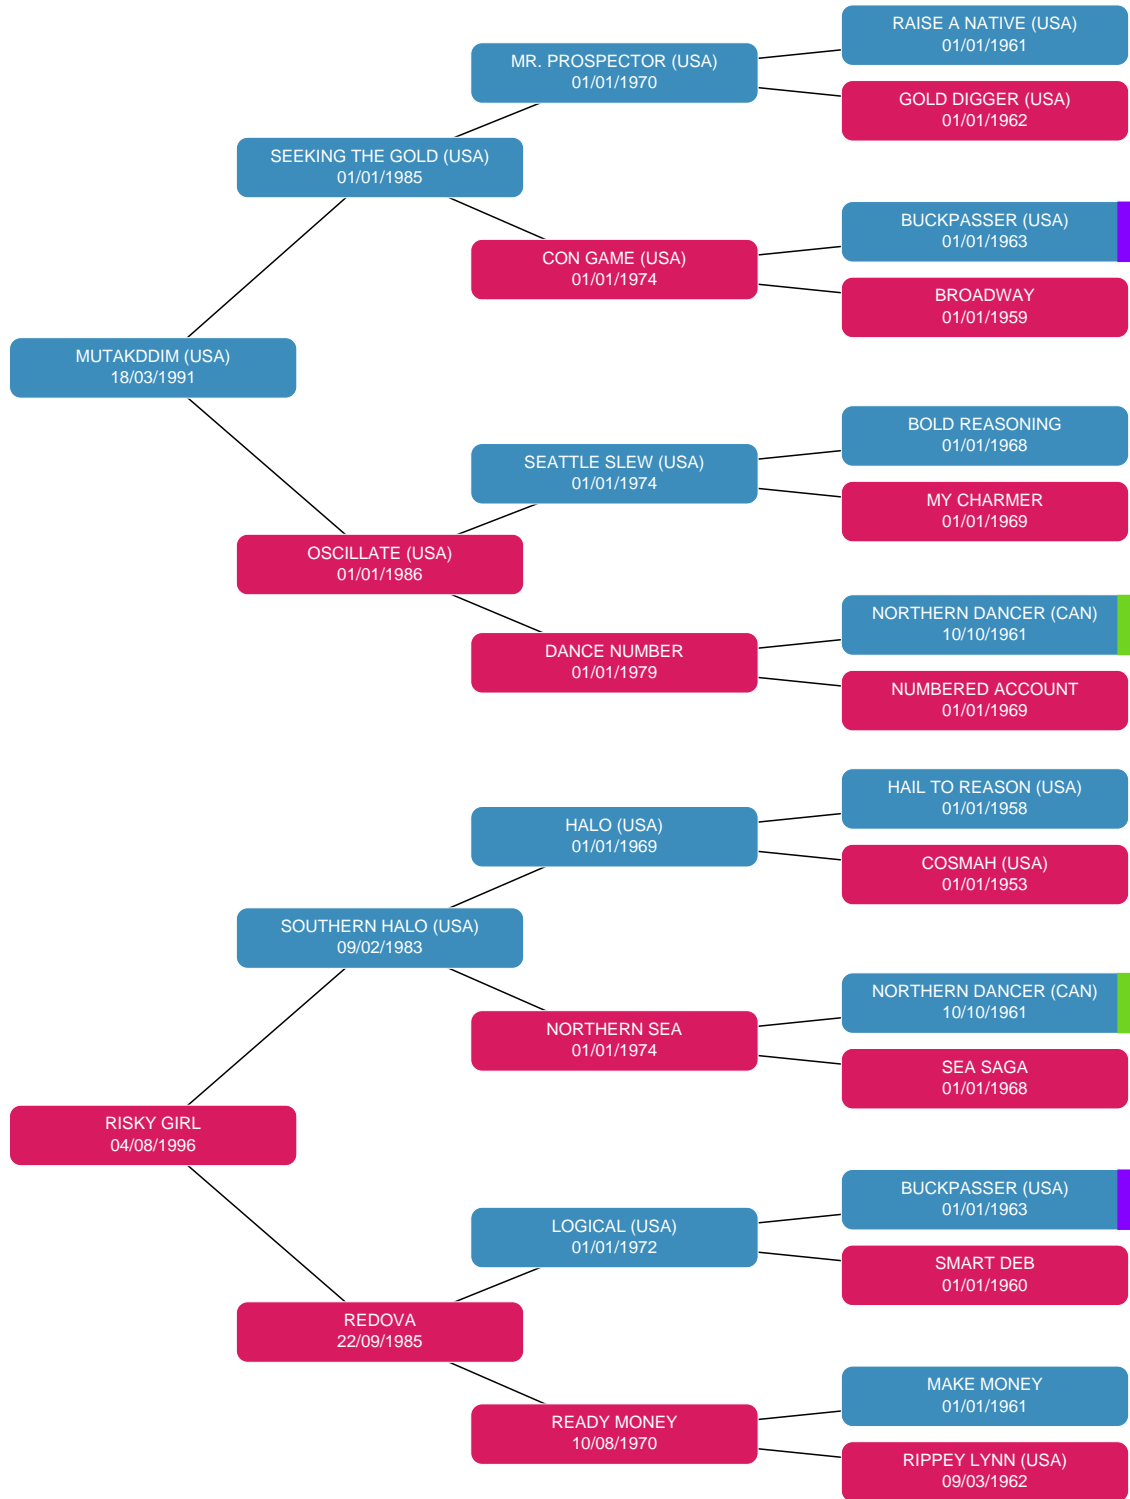 RAISE A NATIVE (USA)
01/01/1961
MR. PROSPECTOR (USA)
01/01/1970
GOLD DIGGER (USA)
01/01/1962
SEEKING THE GOLD (USA)
01/01/1985
BUCKPASSER (USA)
01/01/1963
CON GAME (USA)
01/01/1974
BROADWAY
01/01/1959
MUTAKDDIM (USA)
18/03/1991
BOLD REASONING
01/01/1968
SEATTLE SLEW (USA)
01/01/1974
MY CHARMER
01/01/1969
OSCILLATE (USA)
01/01/1986
NORTHERN DANCER (CAN)
10/10/1961
DANCE NUMBER
01/01/1979
NUMBERED ACCOUNT
01/01/1969
HAIL TO REASON (USA)
01/01/1958
HALO (USA)
01/01/1969
COSMAH (USA)
01/01/1953
SOUTHERN HALO (USA)
09/02/1983
NORTHERN DANCER (CAN)
10/10/1961
NORTHERN SEA
01/01/1974
SEA SAGA
01/01/1968
RISKY GIRL
04/08/1996
BUCKPASSER (USA)
01/01/1963
LOGICAL (USA)
01/01/1972
SMART DEB
01/01/1960
REDOVA
22/09/1985
MAKE MONEY
01/01/1961
READY MONEY
10/08/1970
RIPPEY LYNN (USA)
09/03/1962